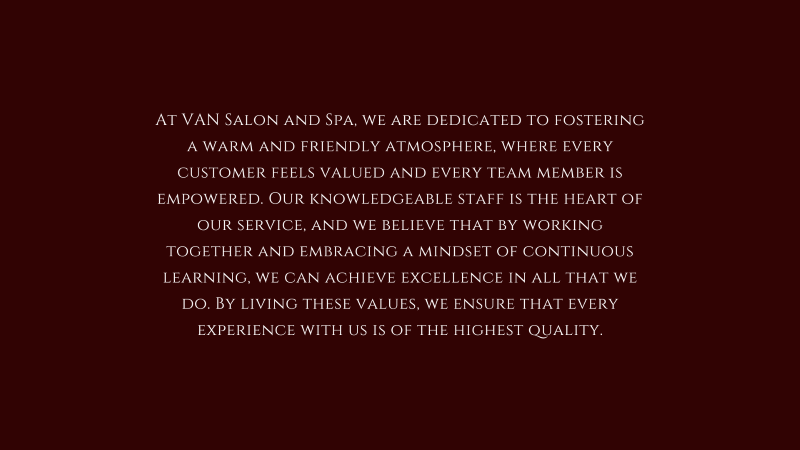 At VAN Salon and Spa, we are dedicated to fostering
a warm and friendly atmosphere, where every
customer feels valued and every team member is
empowered. Our knowledgeable staff is the heart of
our service, and we believe that by working
together and embracing a mindset of continuous
learning, we can achieve excellence in all that we
do. By living these values, we ensure that every
experience with us is of the highest quality.